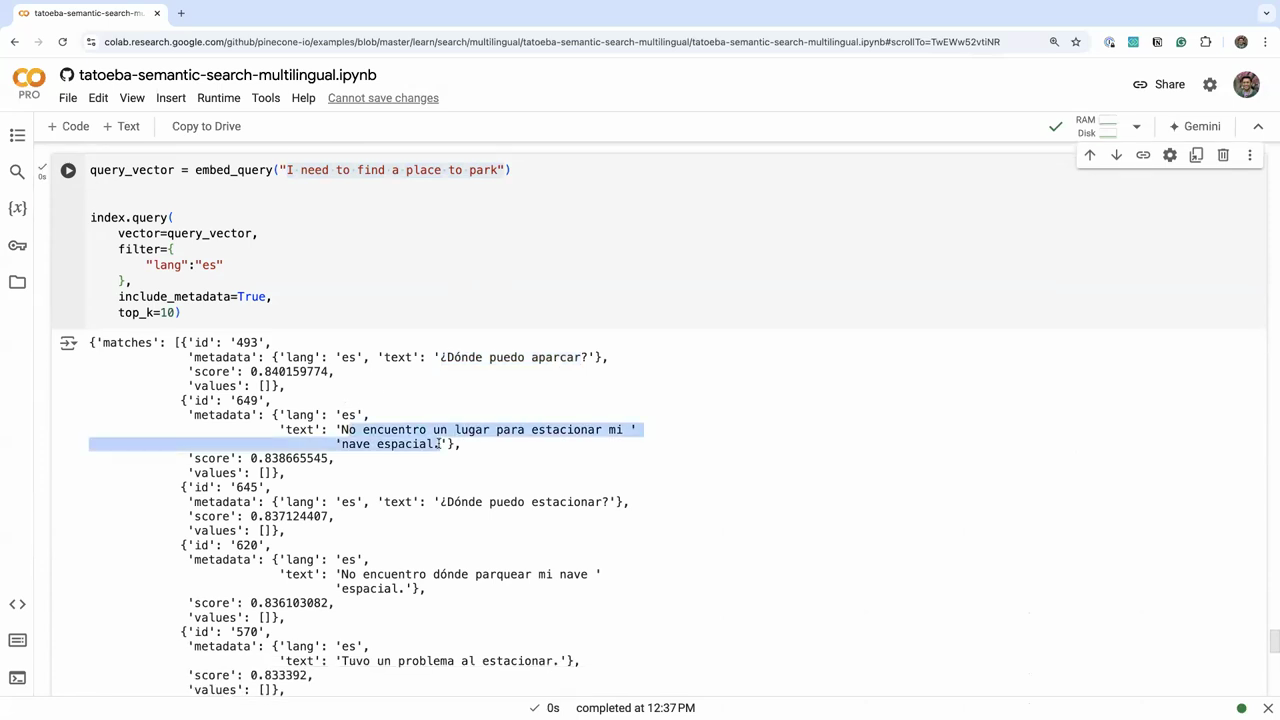 tatoeba-semantic-search-mu
colab.research.google.com/github/pinecone-io/examples/blob/master/learn/search/multilingual/tatoeba-semantic-search-multilingual/tatoeba-semantic-search-multilingual.ipynb#scrollTo=TwEWw52vtiNR
CO
PRO
tatoeba-semantic-search-multilingual.ipynb
File Edit View Insert Runtime Tools Help Cannot save changes
Share
+ Code + Text Copy to Drive
RAM
Disk
Gemini
0s
query_vector = embed_query("I need to find a place to park")
index.query(
vector=query_vector,
filter={
"lang":"es"
},
include_metadata=True,
top_k=10)
{'matches': [{'id': '493',
'metadata': {'lang': 'es', 'text': '¿Dónde puedo aparcar?'},
'score': 0.840159774,
'values': []},
{'id': '649',
'metadata': {'lang': 'es',
'text': 'No encuentro un lugar para estacionar mi '
'nave espacial.'},
'score': 0.838665545,
'values': []},
{'id': '645',
'metadata': {'lang': 'es', 'text': '¿Dónde puedo estacionar?'},
'score': 0.837124407,
'values': []},
{'id': '620',
'metadata': {'lang': 'es',
'text': 'No encuentro dónde parquear mi nave '
'espacial.'},
'score': 0.836103082,
'values': []},
{'id': '570',
'metadata': {'lang': 'es',
'text': 'Tuvo un problema al estacionar.'},
'score': 0.833392,
'values': []},
0s completed at 12:37 PM